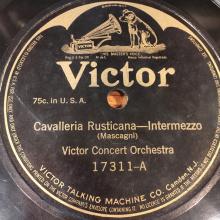 "HIS MASTER'S VOICE"
Victor
75c. in U. S. A.
Cavalleria Rusticana—Intermezzo
(Mascagni)
Victor Concert Orchestra
17311-A
VICTOR TALKING MACHINE CO. Camden, N.J.